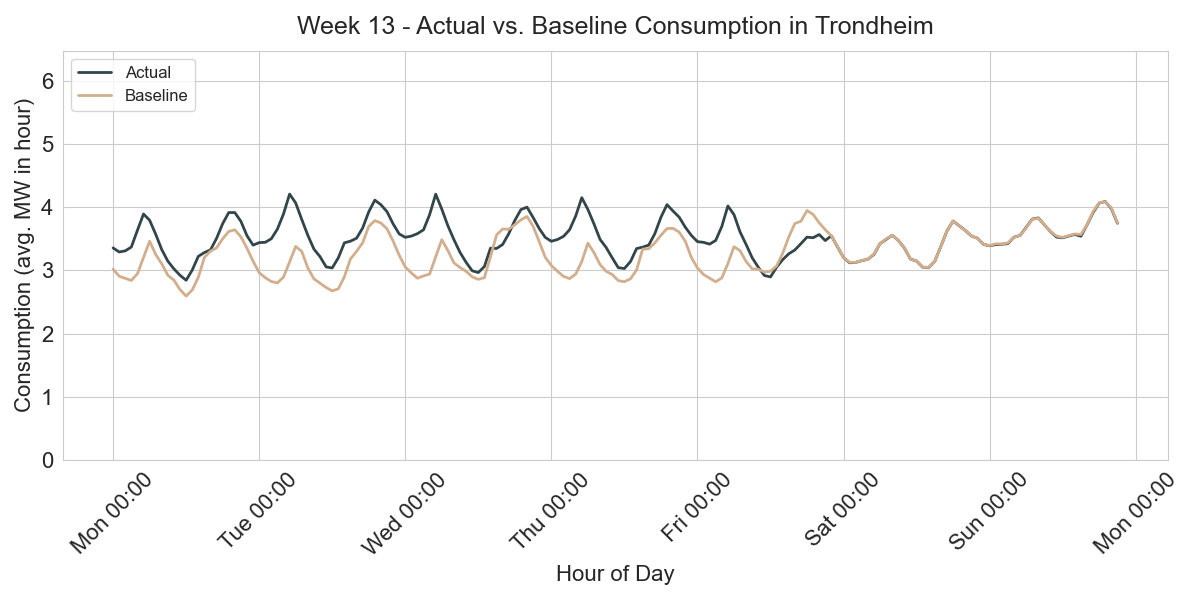 Week 13 - Actual vs. Baseline Consumption in Trondheim
Actual
Baseline
Consumption (avg. MW in hour)
6
5
4
3
2
1
0
Mon 00:00
Tue 00:00
Wed 00:00
Thu 00:00
Fri 00:00
Sat 00:00
Sun 00:00
Mon 00:00
Hour of Day